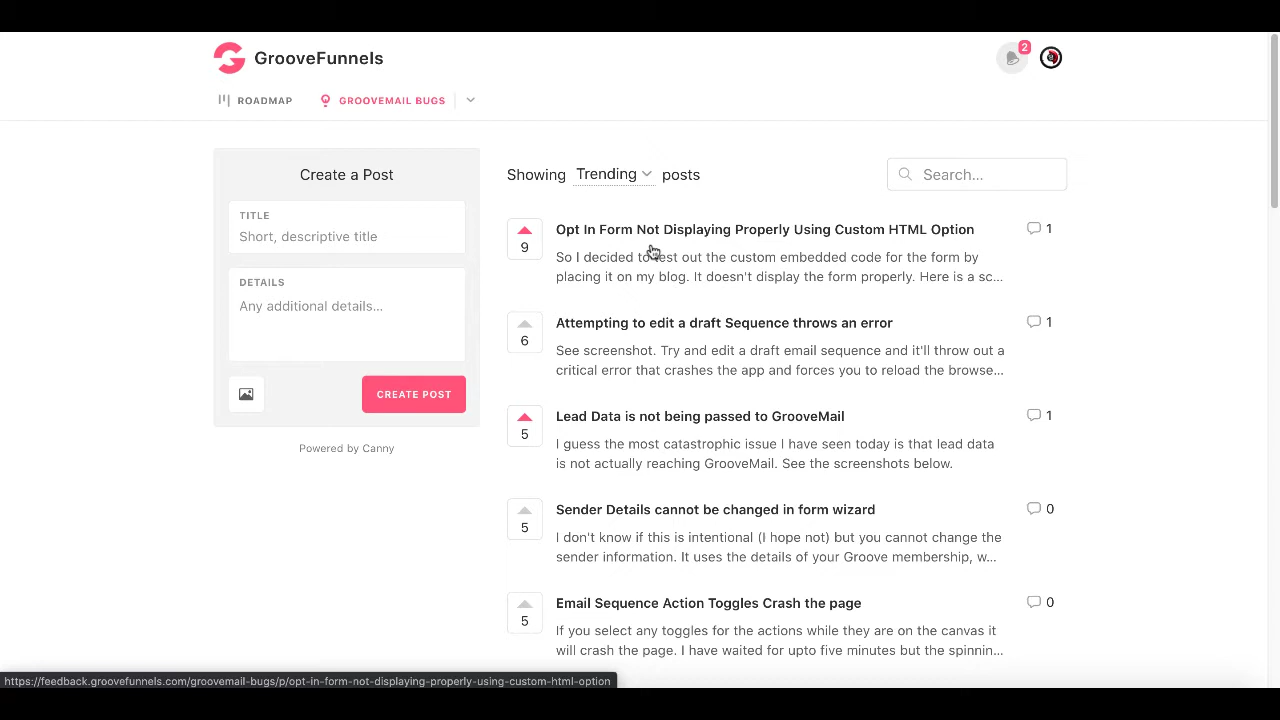 GrooveFunnels
2
ROADMAP
GROOVEMAIL BUGS
Create a Post
TITLE
Short, descriptive title
DETAILS
Any additional details...
CREATE POST
Powered by Canny
Showing Trending posts
Search...
9
Opt In Form Not Displaying Properly Using Custom HTML Option
1
So I decided to test out the custom embedded code for the form by
placing it on my blog. It doesn't display the form properly. Here is a sc...
6
Attempting to edit a draft Sequence throws an error
1
See screenshot. Try and edit a draft email sequence and it'll throw out a
critical error that crashes the app and forces you to reload the browse...
5
Lead Data is not being passed to GrooveMail
1
I guess the most catastrophic issue I have seen today is that lead data
is not actually reaching GrooveMail. See the screenshots below.
5
Sender Details cannot be changed in form wizard
0
I don't know if this is intentional (I hope not) but you cannot change the
sender information. It uses the details of your Groove membership, w...
5
Email Sequence Action Toggles Crash the page
0
If you select any toggles for the actions while they are on the canvas it
will crash the page. I have waited for upto five minutes but the spinnin...
https://feedback.groovefunnels.com/groovemail-bugs/p/opt-in-form-not-displaying-properly-using-custom-html-option